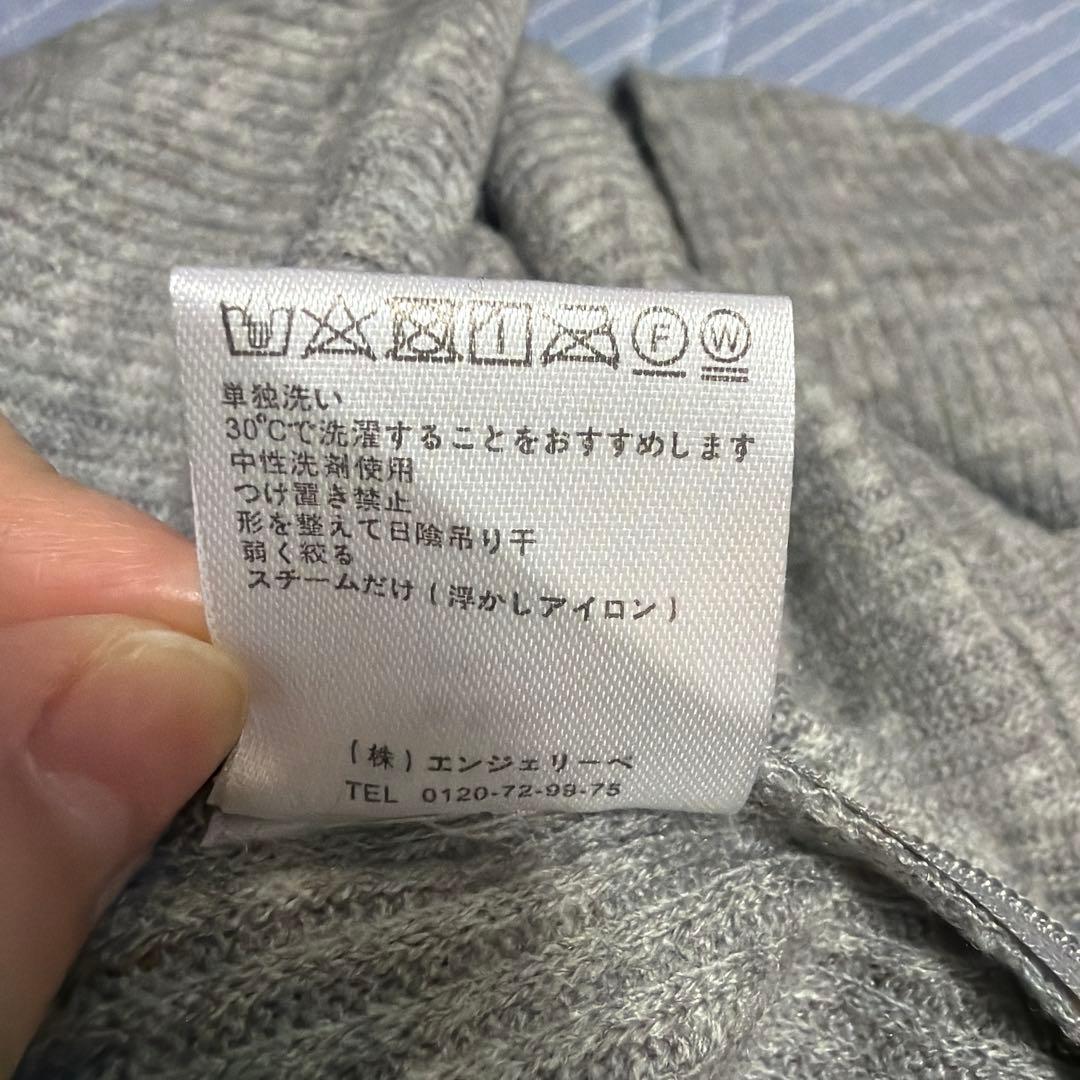 F W
単独洗い
30℃で洗濯することをおすすめします
中性洗剤使用
つけ置き禁止
形を整えて日陰吊り干
弱く絞る
スチームだけ(浮かしアイロン)
(株)エンジェリーベ
TEL 0120-72-99-75